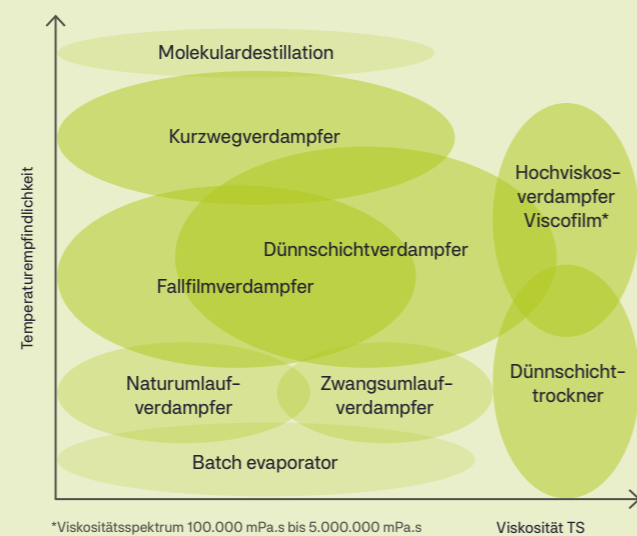 Molekulardestillation
Kurzwegverdampfer
Hochviskos-
verdampfer
Viscofilm*
Dünnschichtverdampfer
Fallfilmverdampfer
Temperaturempfindlichkeit
Naturumlauf-
verdampfer
Zwangsumlauf-
verdampfer
Dünnschicht-
trockner
Batch evaporator
*Viskositätsspektrum 100.000 mPa.s bis 5.000.000 mPa.s
Viskosität TS